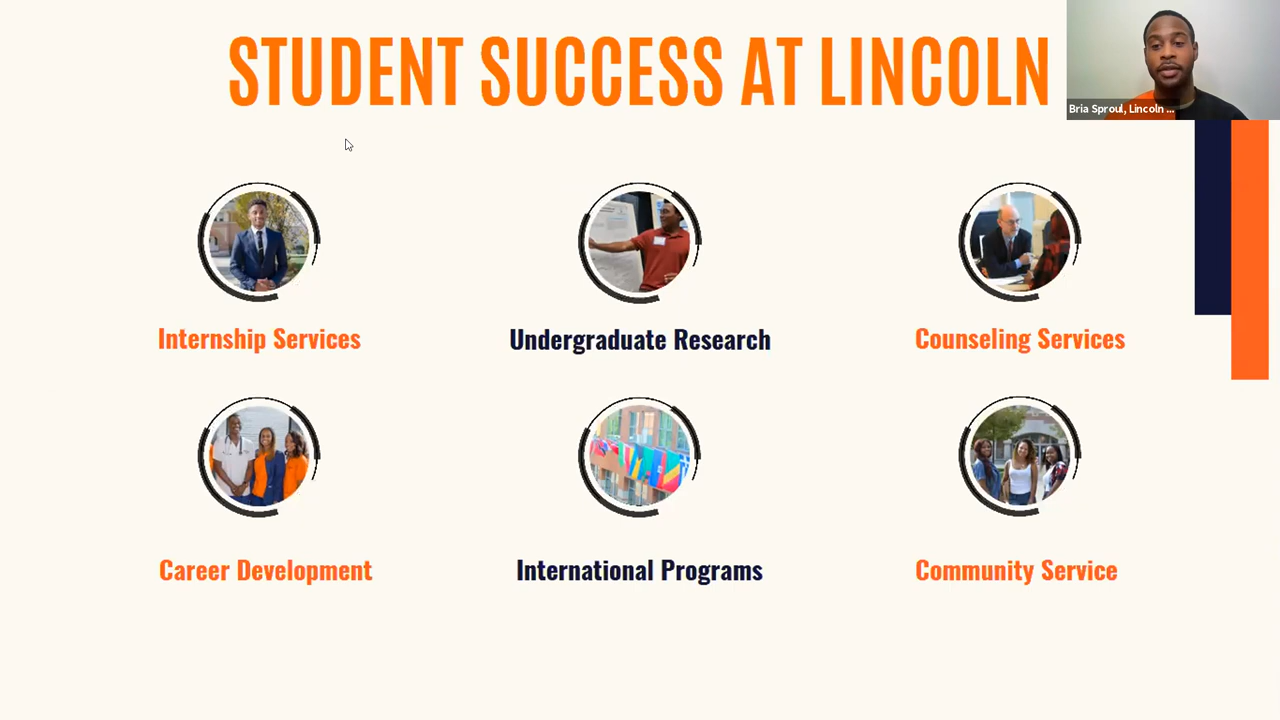 STUDENT SUCCESS AT LINCOLN
Bria Sproul, Lincoln ...
Internship Services
Undergraduate Research
Counseling Services
Career Development
International Programs
Community Service